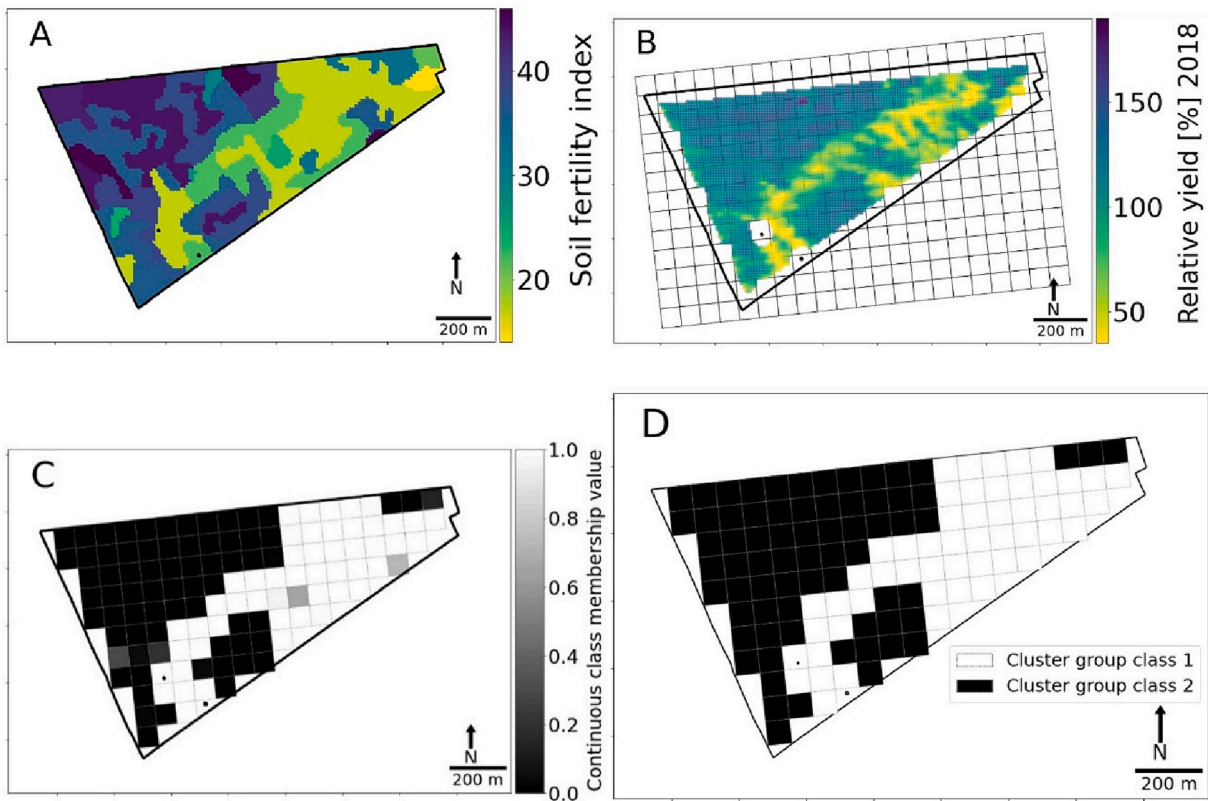 A
N
200 m
40
30
20
Soil fertility index
B
N
200 m
150
100
50
Relative yield [%] 2018
C
N
200 m
1.0
0.8
0.6
0.4
0.2
0.0
Continuous class membership value
D
Cluster group class 1
Cluster group class 2
N
200 m